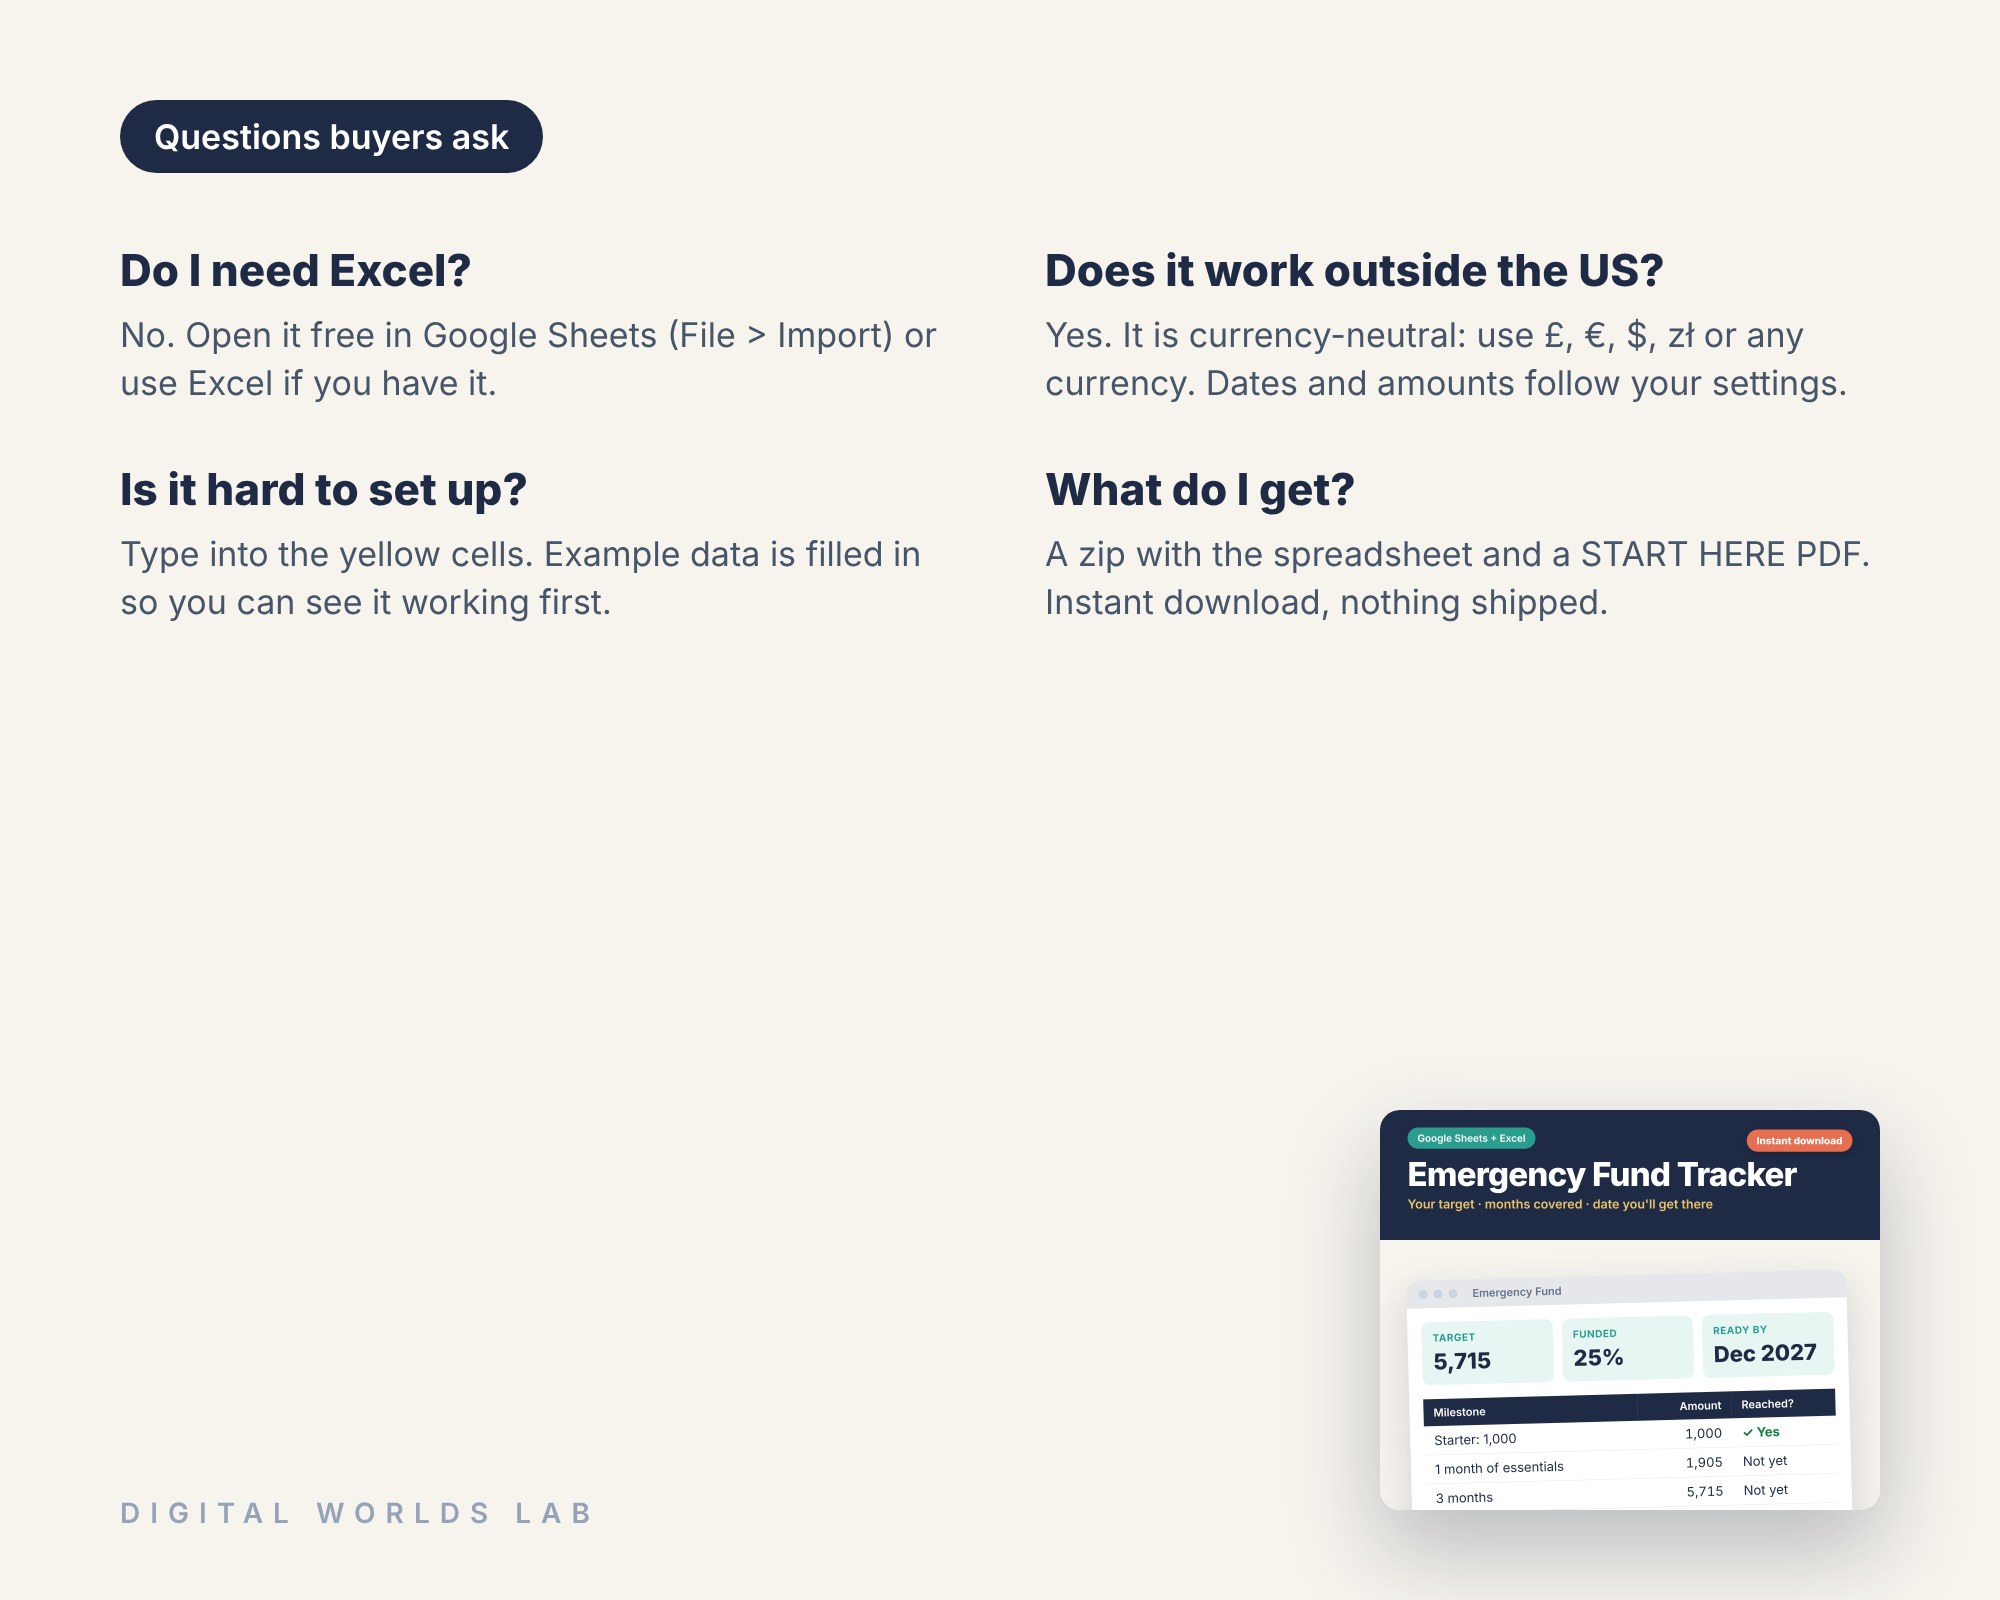 Questions buyers ask
Do I need Excel?
No. Open it free in Google Sheets (File > Import) or
use Excel if you have it.
Does it work outside the US?
Yes. It is currency-neutral: use £, €, $, zł or any
currency. Dates and amounts follow your settings.
Is it hard to set up?
Type into the yellow cells. Example data is filled in
so you can see it working first.
What do I get?
A zip with the spreadsheet and a START HERE PDF.
Instant download, nothing shipped.
Google Sheets + Excel
Instant download
Emergency Fund Tracker
Your target · months covered · date you'll get there
Emergency Fund
TARGET
5,715
FUNDED
25%
READY BY
Dec 2027
Milestone Amount Reached?
Starter: 1,000 1,000 ✓ Yes
1 month of essentials 1,905 Not yet
3 months 5,715 Not yet
DIGITAL WORLDS LAB